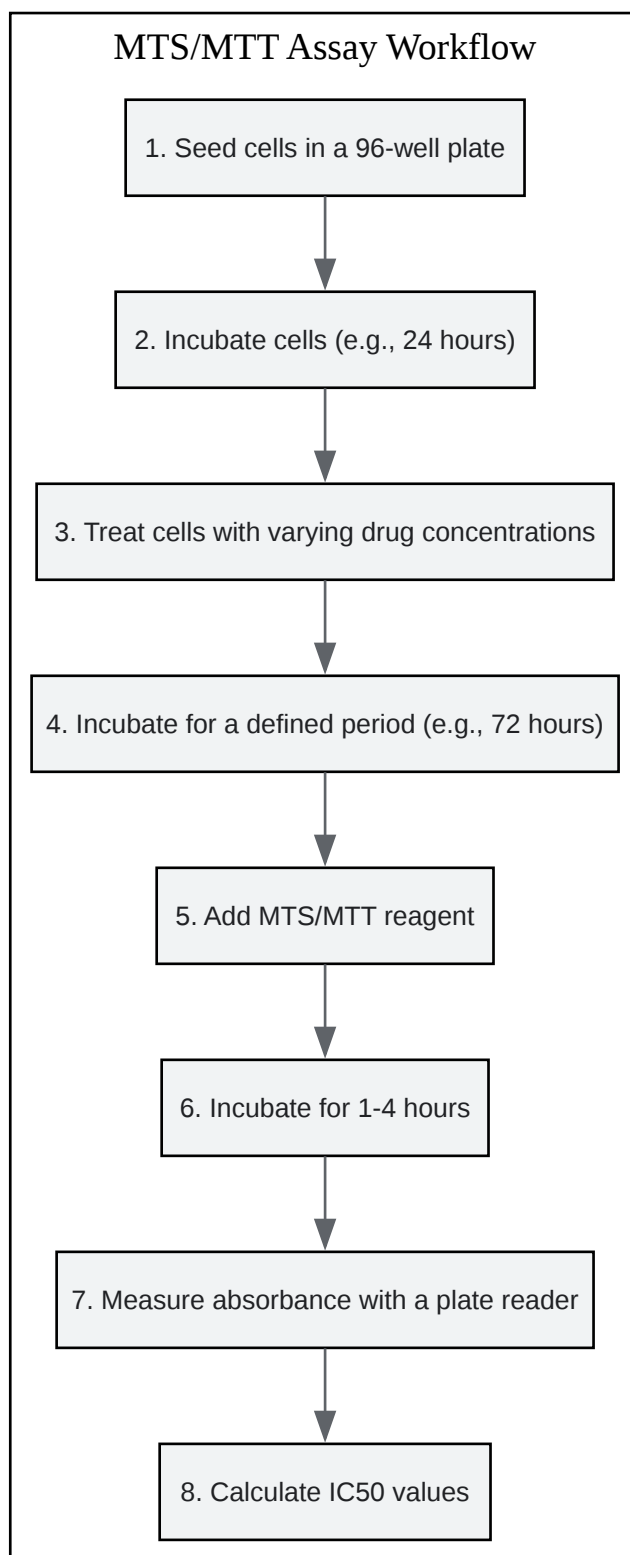 MTS/MTT Assay Workflow
1. Seed cells in a 96-well plate
2. Incubate cells (e.g., 24 hours)
3. Treat cells with varying drug concentrations
4. Incubate for a defined period (e.g., 72 hours)
5. Add MTS/MTT reagent
6. Incubate for 1-4 hours
7. Measure absorbance with a plate reader
8. Calculate IC50 values